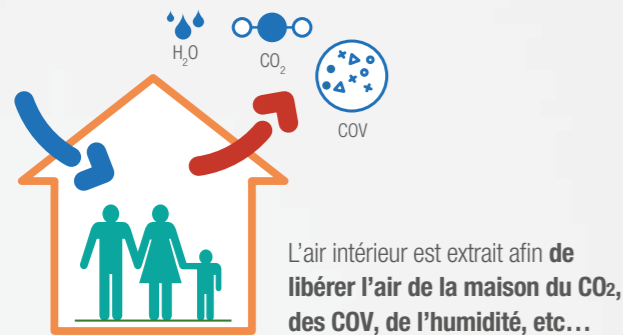 H₂O
CO₂
COV
L’air intérieur est extrait afin de
libérer l’air de la maison du CO₂,
des COV, de l’humidité, etc…